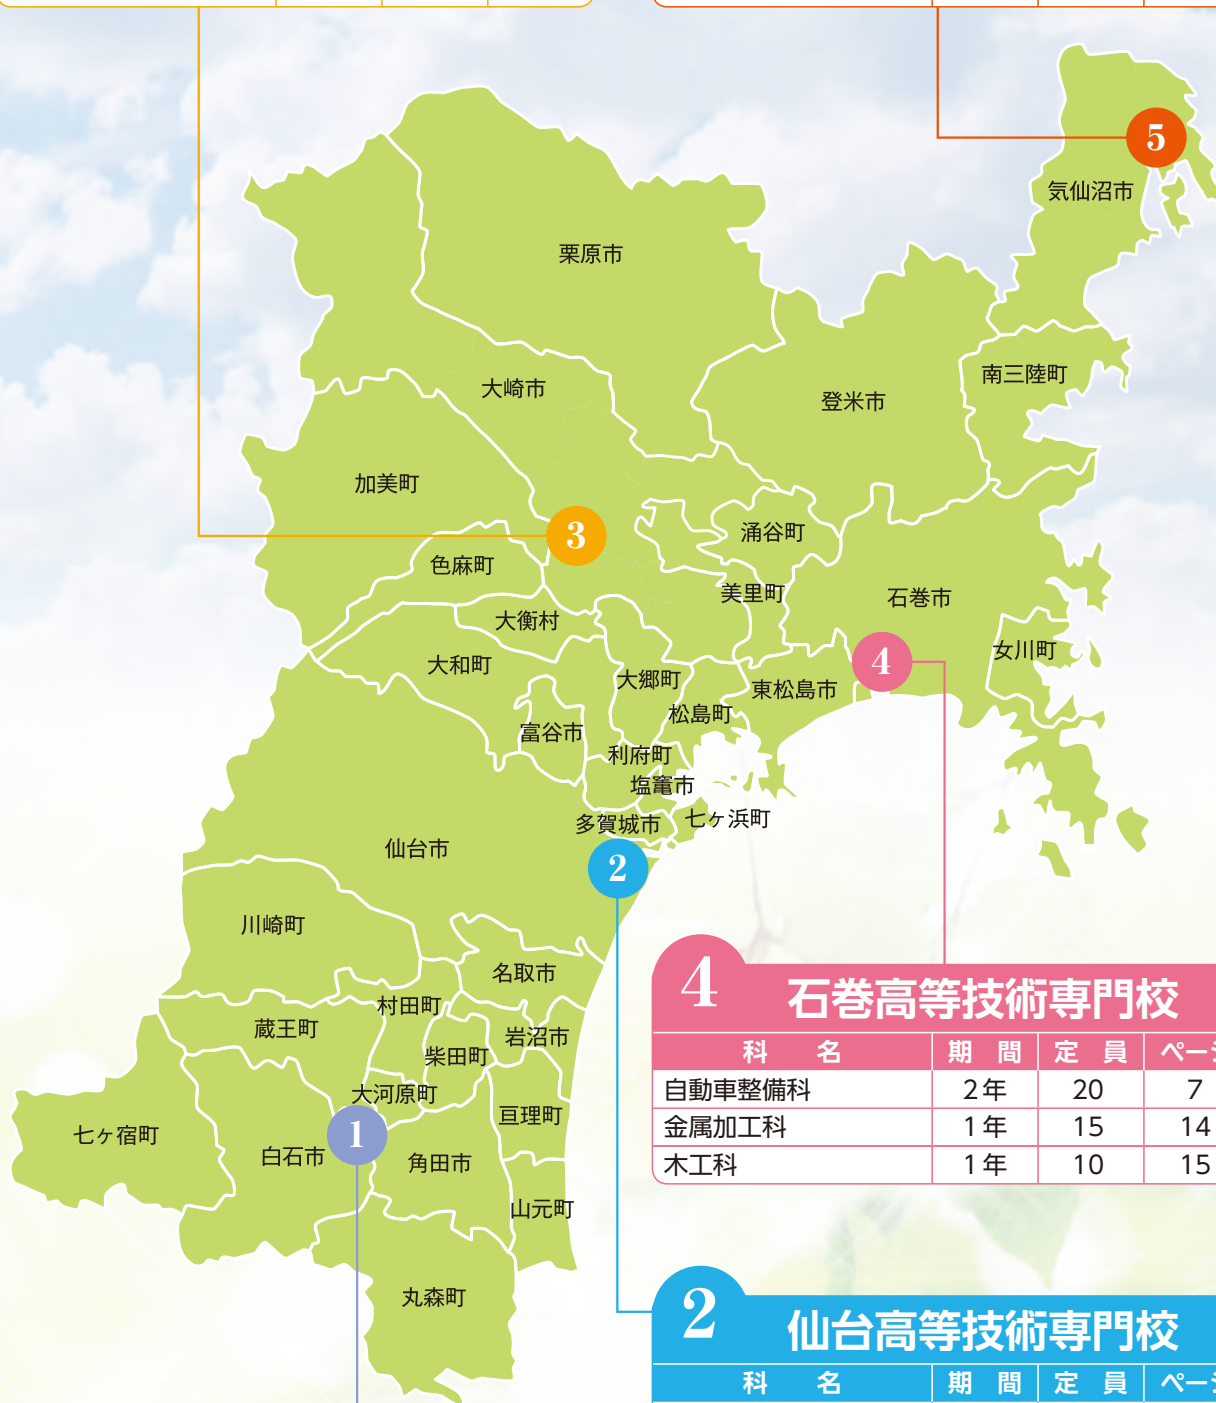 5
気仙沼市
栗原市
南三陸町
大崎市
登米市
加美町
3
涌谷町
色麻町
美里町
石巻市
大衡村
女川町
4
大和町
大郷町
東松島市
松島町
富谷市
利府町
塩竈市
七ヶ浜町
多賀城市
仙台市
2
川崎町
名取市
村田町
蔵王町
岩沼市
柴田町
大河原町
亘理町
七ヶ宿町
1
白石市
角田市
山元町
丸森町
4 石巻高等技術専門校
科 名 期 間 定 員 ペー
自動車整備科 2年 20 7
金属加工科 1年 15 14
木工科 1年 10 15
2 仙台高等技術専門校
科 名 期 間 定 員 ペー